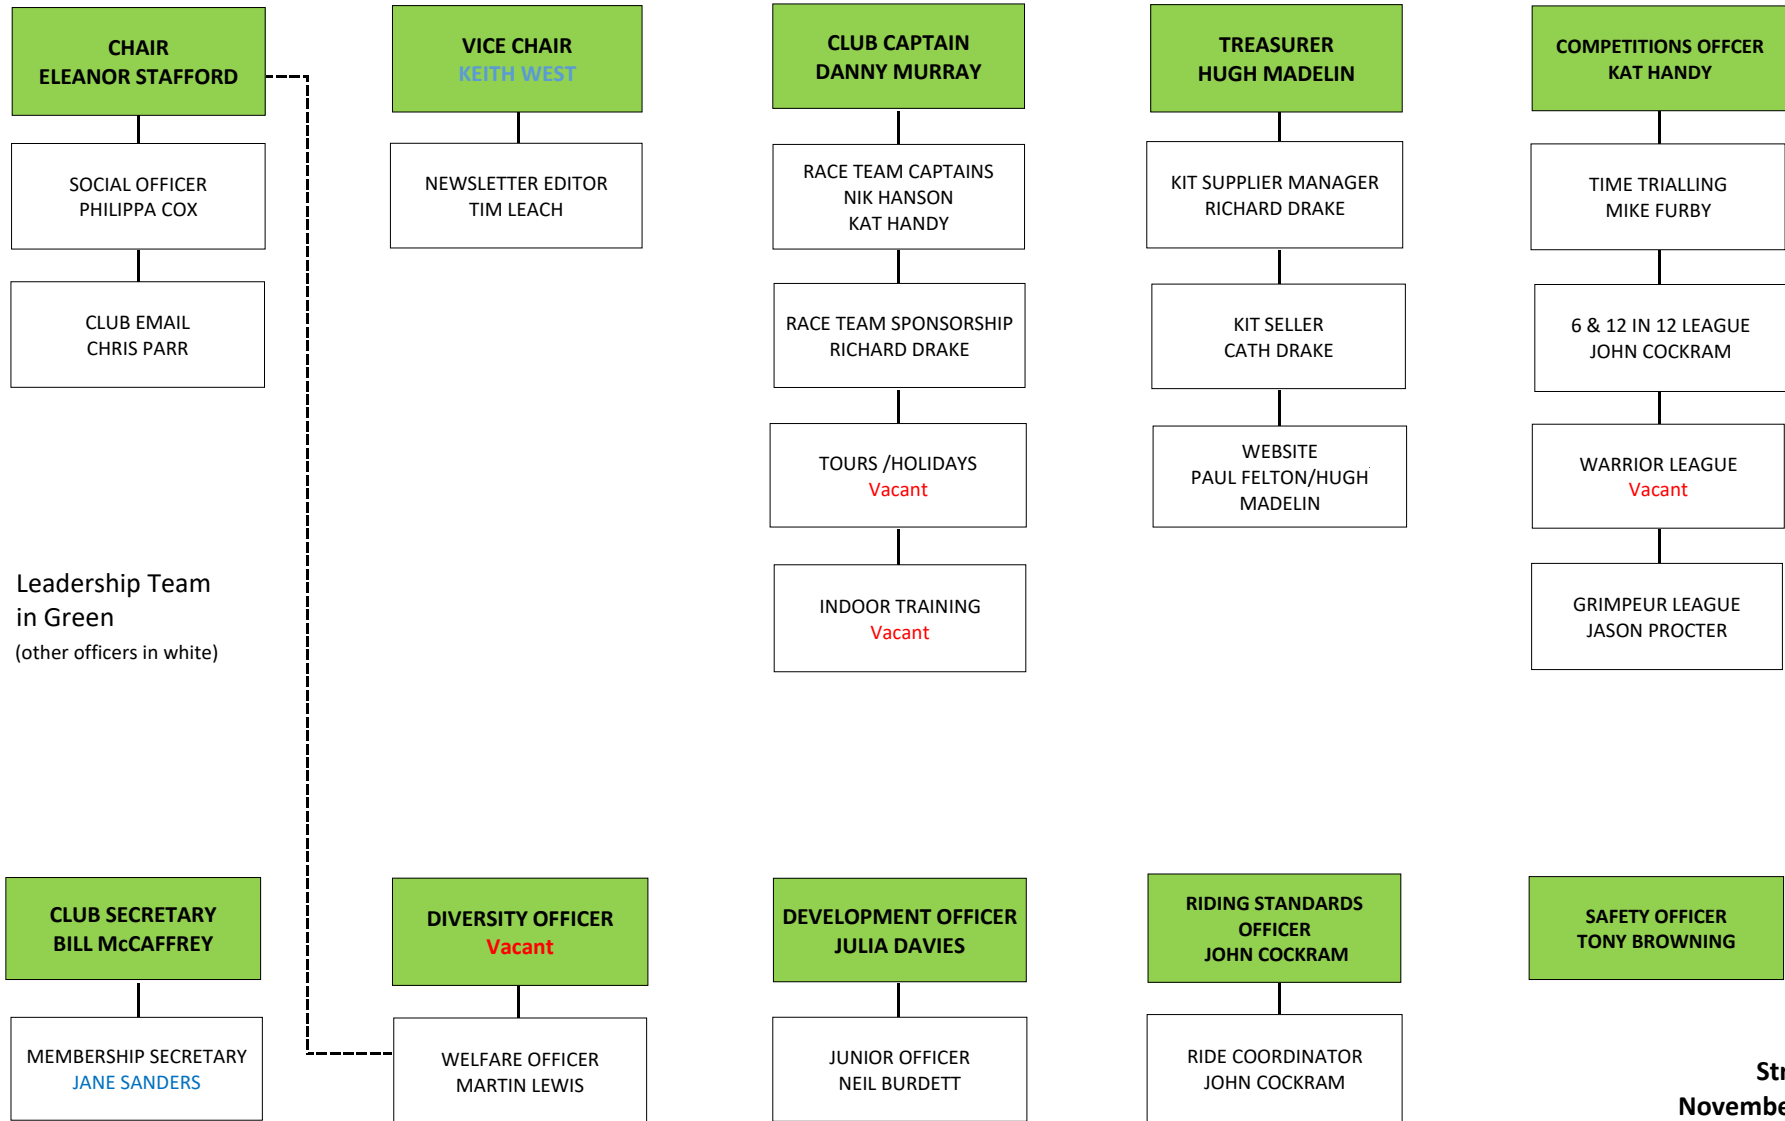 CHAIR
ELEANOR STAFFORD
VICE CHAIR
KEITH WEST
CLUB CAPTAIN
DANNY MURRAY
TREASURER
HUGH MADELIN
COMPETITIONS OFFCER
KAT HANDY
SOCIAL OFFICER
PHILIPPA COX
NEWSLETTER EDITOR
TIM LEACH
RACE TEAM CAPTAINS
NIK HANSON
KAT HANDY
KIT SUPPLIER MANAGER
RICHARD DRAKE
TIME TRIALLING
MIKE FURBY
CLUB EMAIL
CHRIS PARR
RACE TEAM SPONSORSHIP
RICHARD DRAKE
KIT SELLER
CATH DRAKE
6 & 12 IN 12 LEAGUE
JOHN COCKRAM
TOURS /HOLIDAYS
Vacant
WEBSITE
PAUL FELTON/HUGH
MADELIN
WARRIOR LEAGUE
Vacant
Leadership Team
in Green
(other officers in white)
INDOOR TRAINING
Vacant
GRIMPEUR LEAGUE
JASON PROCTER
CLUB SECRETARY
BILL McCAFFREY
DIVERSITY OFFICER
Vacant
DEVELOPMENT OFFICER
JULIA DAVIES
RIDING STANDARDS
OFFICER
JOHN COCKRAM
SAFETY OFFICER
TONY BROWNING
MEMBERSHIP SECRETARY
JANE SANDERS
WELFARE OFFICER
MARTIN LEWIS
JUNIOR OFFICER
NEIL BURDETT
RIDE COORDINATOR
JOHN COCKRAM